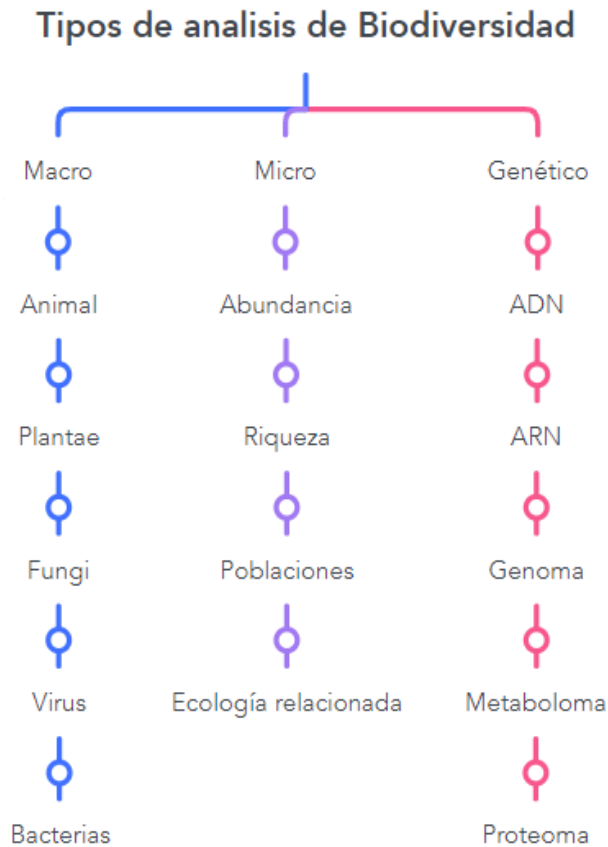 Tipos de analisis de Biodiversidad
Macro
Animal
Plantae
Fungi
Virus
Bacterias
Micro
Abundancia
Riqueza
Poblaciones
Ecología relacionada
Genético
ADN
ARN
Genoma
Metaboloma
Proteoma